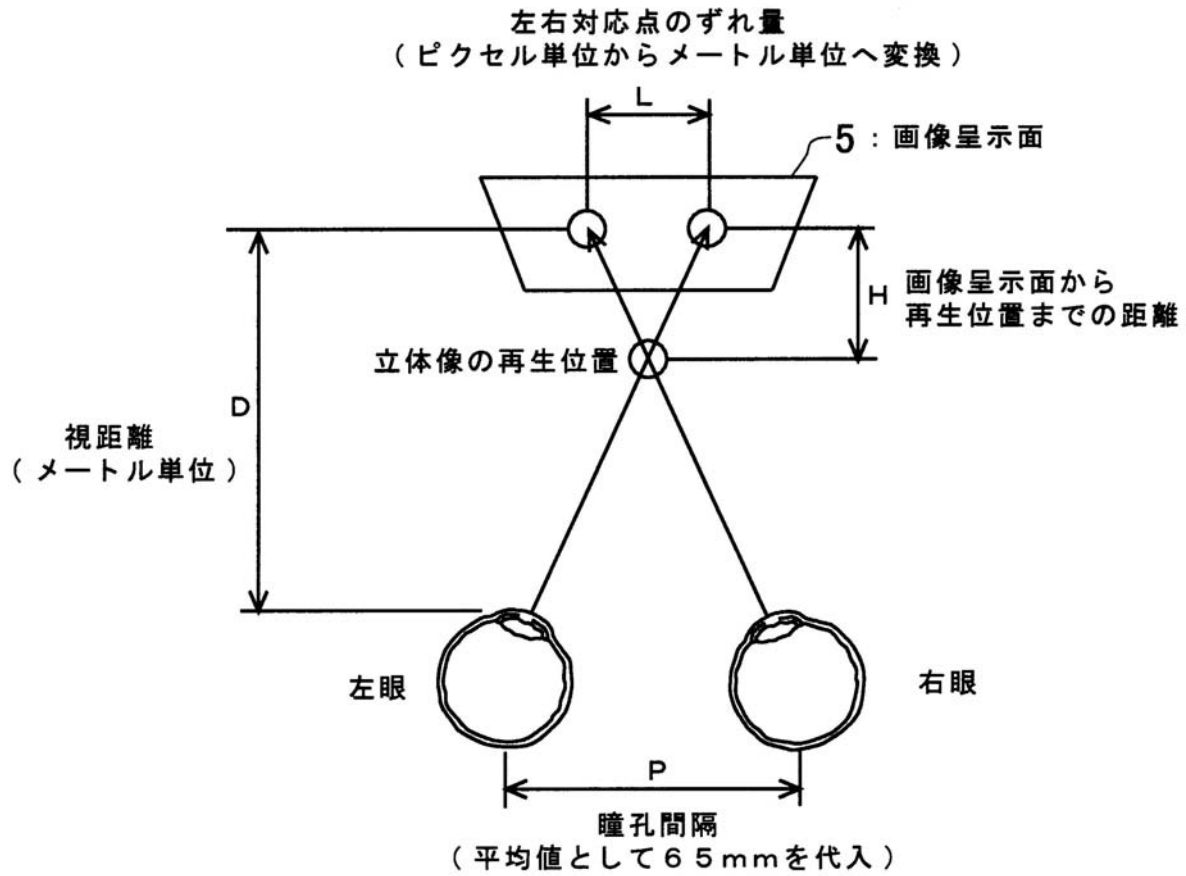 左右対応点のずれ量
(ピクセル単位からメートル単位へ変換)
L
5:画像呈示面
H
画像呈示面から
再生位置までの距離
立体像の再生位置
D
視距離
(メートル単位)
左眼
右眼
P
瞳孔間隔
(平均値として65mmを代入)